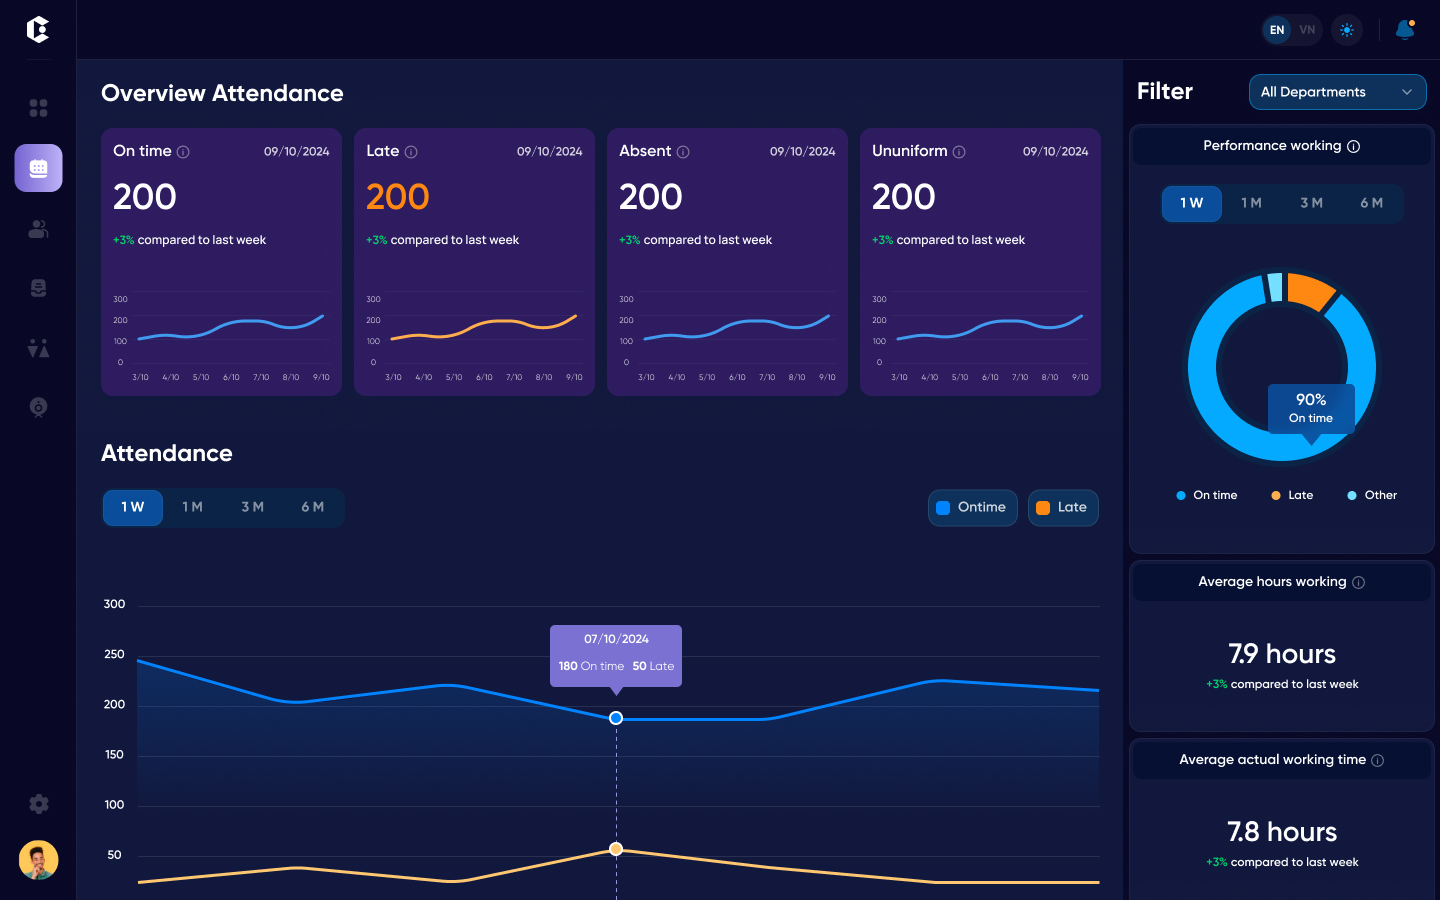 EN VN
Overview Attendance
Filter
All Departments
On time 09/10/2024
200
+3% compared to last week
300
200
100
0
3/10 4/10 5/10 6/10 7/10 8/10 9/10
Late 09/10/2024
200
+3% compared to last week
300
200
100
0
3/10 4/10 5/10 6/10 7/10 8/10 9/10
Absent 09/10/2024
200
+3% compared to last week
300
200
100
0
3/10 4/10 5/10 6/10 7/10 8/10 9/10
Ununiform 09/10/2024
200
+3% compared to last week
300
200
100
0
3/10 4/10 5/10 6/10 7/10 8/10 9/10
Performance working
1 W 1 M 3 M 6 M
90%
On time
On time Late Other
Attendance
1 W 1 M 3 M 6 M
Ontime Late
300
250
200
150
100
50
07/10/2024
180 On time 50 Late
Average hours working
7.9 hours
+3% compared to last week
Average actual working time
7.8 hours
+3% compared to last week